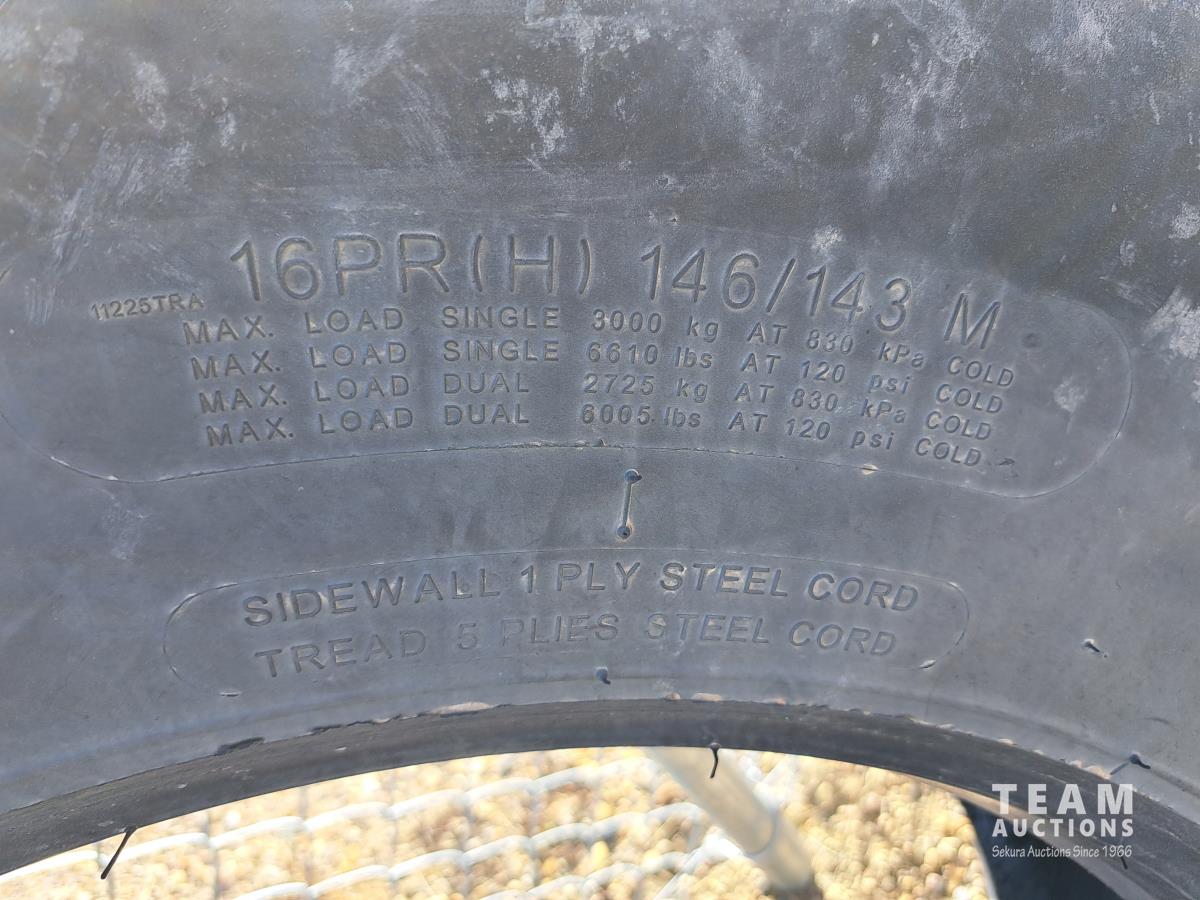 16PR(H) 146/143 M
11225TRA
MAX. LOAD SINGLE 3000 kg AT 830 kPa COLD
MAX. LOAD SINGLE 6610 lbs AT 120 psi COLD
MAX. LOAD DUAL 2725 kg AT 830 kPa COLD
MAX. LOAD DUAL 6005 lbs AT 120 psi COLD
SIDEWALL 1 PLY STEEL CORD
TREAD 5 PLIES STEEL CORD
TEAM
AUCTIONS
Sekura Auctions Since 1966